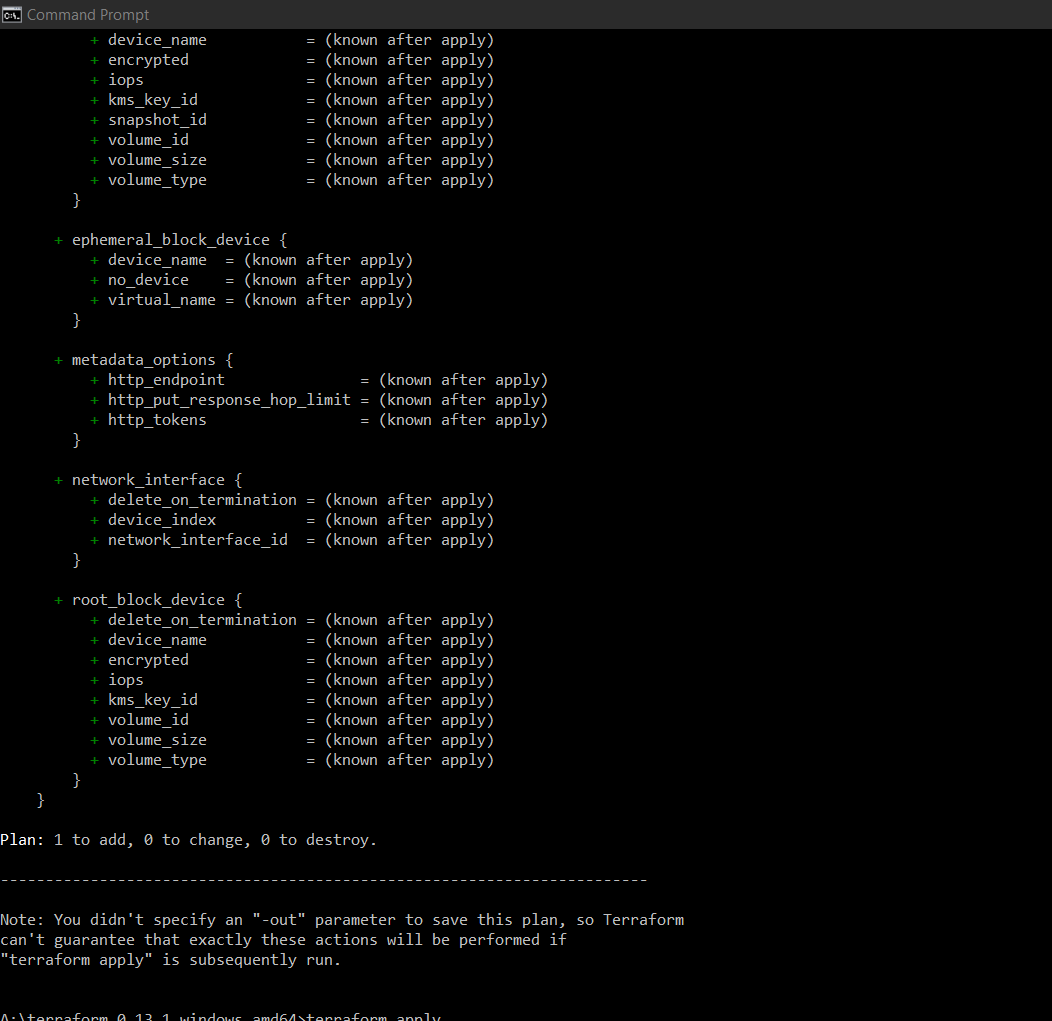 Command Prompt
+ device_name = (known after apply)
+ encrypted = (known after apply)
+ iops = (known after apply)
+ kms_key_id = (known after apply)
+ snapshot_id = (known after apply)
+ volume_id = (known after apply)
+ volume_size = (known after apply)
+ volume_type = (known after apply)
}
+ ephemeral_block_device {
+ device_name = (known after apply)
+ no_device = (known after apply)
+ virtual_name = (known after apply)
}
+ metadata_options {
+ http_endpoint = (known after apply)
+ http_put_response_hop_limit = (known after apply)
+ http_tokens = (known after apply)
}
+ network_interface {
+ delete_on_termination = (known after apply)
+ device_index = (known after apply)
+ network_interface_id = (known after apply)
}
+ root_block_device {
+ delete_on_termination = (known after apply)
+ device_name = (known after apply)
+ encrypted = (known after apply)
+ iops = (known after apply)
+ kms_key_id = (known after apply)
+ volume_id = (known after apply)
+ volume_size = (known after apply)
+ volume_type = (known after apply)
}
}
Plan: 1 to add, 0 to change, 0 to destroy.
------------------------------------------------------------------------
Note: You didn't specify an "-out" parameter to save this plan, so Terraform
can't guarantee that exactly these actions will be performed if
"terraform apply" is subsequently run.
A:\terraform_0.13.1_windows_amd64>terraform apply